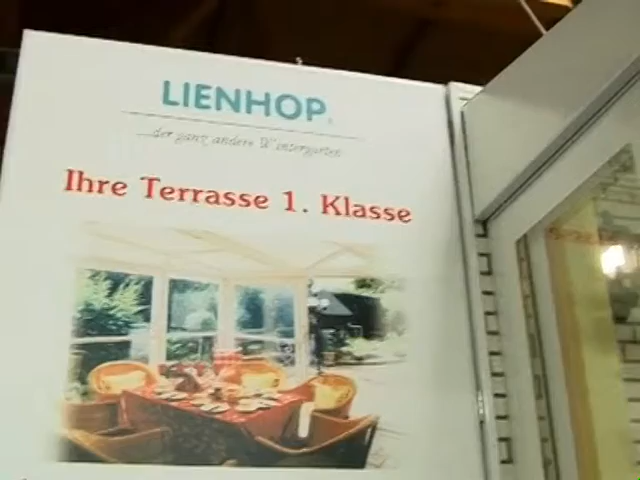 LIENHOP
...der ganz andere Wintergarten
Ihre Terrasse 1. Klasse